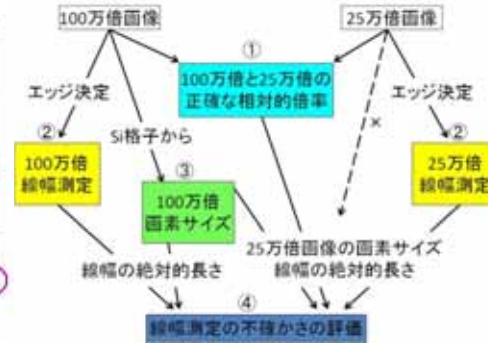 100万倍画像
25万倍画像
①
100万倍と25万倍の
正確な相対的倍率
エッジ決定
エッジ決定
×
Si格子から
②
100万倍
線幅測定
③
100万倍
画素サイズ
②
25万倍
線幅測定
線幅の絶対的長さ
25万倍画像の画素サイズ
線幅の絶対的長さ
④
線幅測定の不確かさの評価